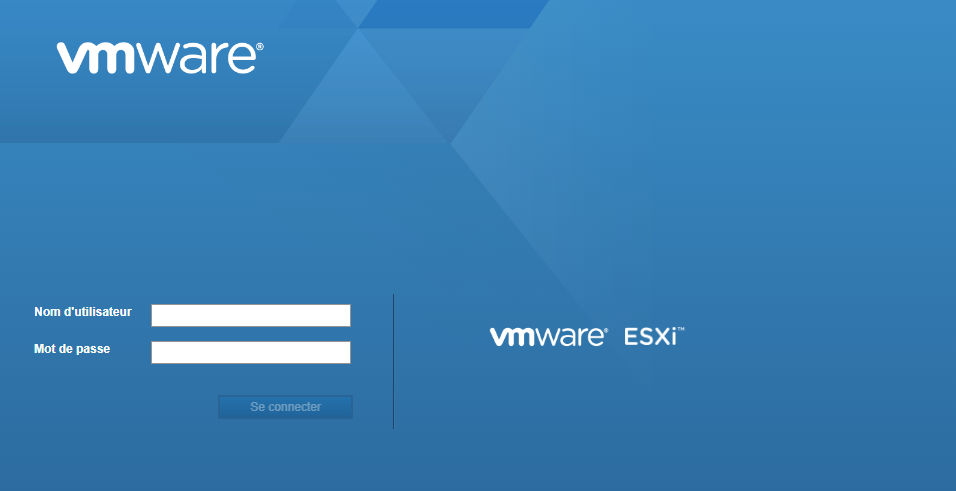 vmware®
Nom d'utilisateur
Mot de passe
Se connecter
vmware® ESXi™